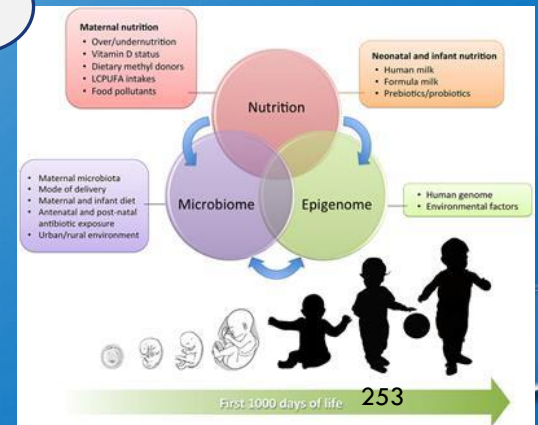 Maternal nutrition
• Over/undernutrition
• Vitamin D status
• Dietary methyl donors
• LCPUFA intakes
• Food pollutants
Neonatal and infant nutrition
• Human milk
• Formula milk
• Prebiotics/probiotics
Nutrition
• Maternal microbiota
• Mode of delivery
• Maternal and infant diet
• Antenatal and post-natal
antibiotic exposure
• Urban/rural environment
Microbiome
Epigenome
• Human genome
• Environmental factors
First 1000 days of life
253